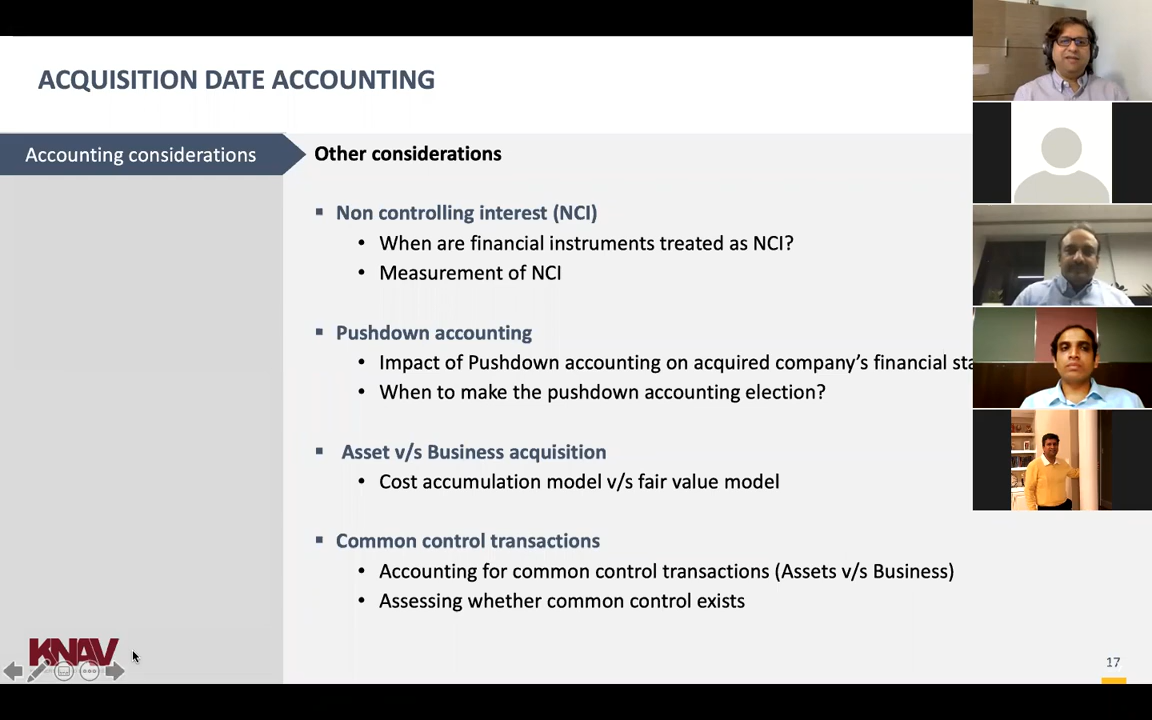 ACQUISITION DATE ACCOUNTING
Accounting considerations
Other considerations
▪ Non controlling interest (NCI)
• When are financial instruments treated as NCI?
• Measurement of NCI
▪ Pushdown accounting
• Impact of Pushdown accounting on acquired company's financial sta
• When to make the pushdown accounting election?
▪ Asset v/s Business acquisition
• Cost accumulation model v/s fair value model
▪ Common control transactions
• Accounting for common control transactions (Assets v/s Business)
• Assessing whether common control exists
KNAV
17